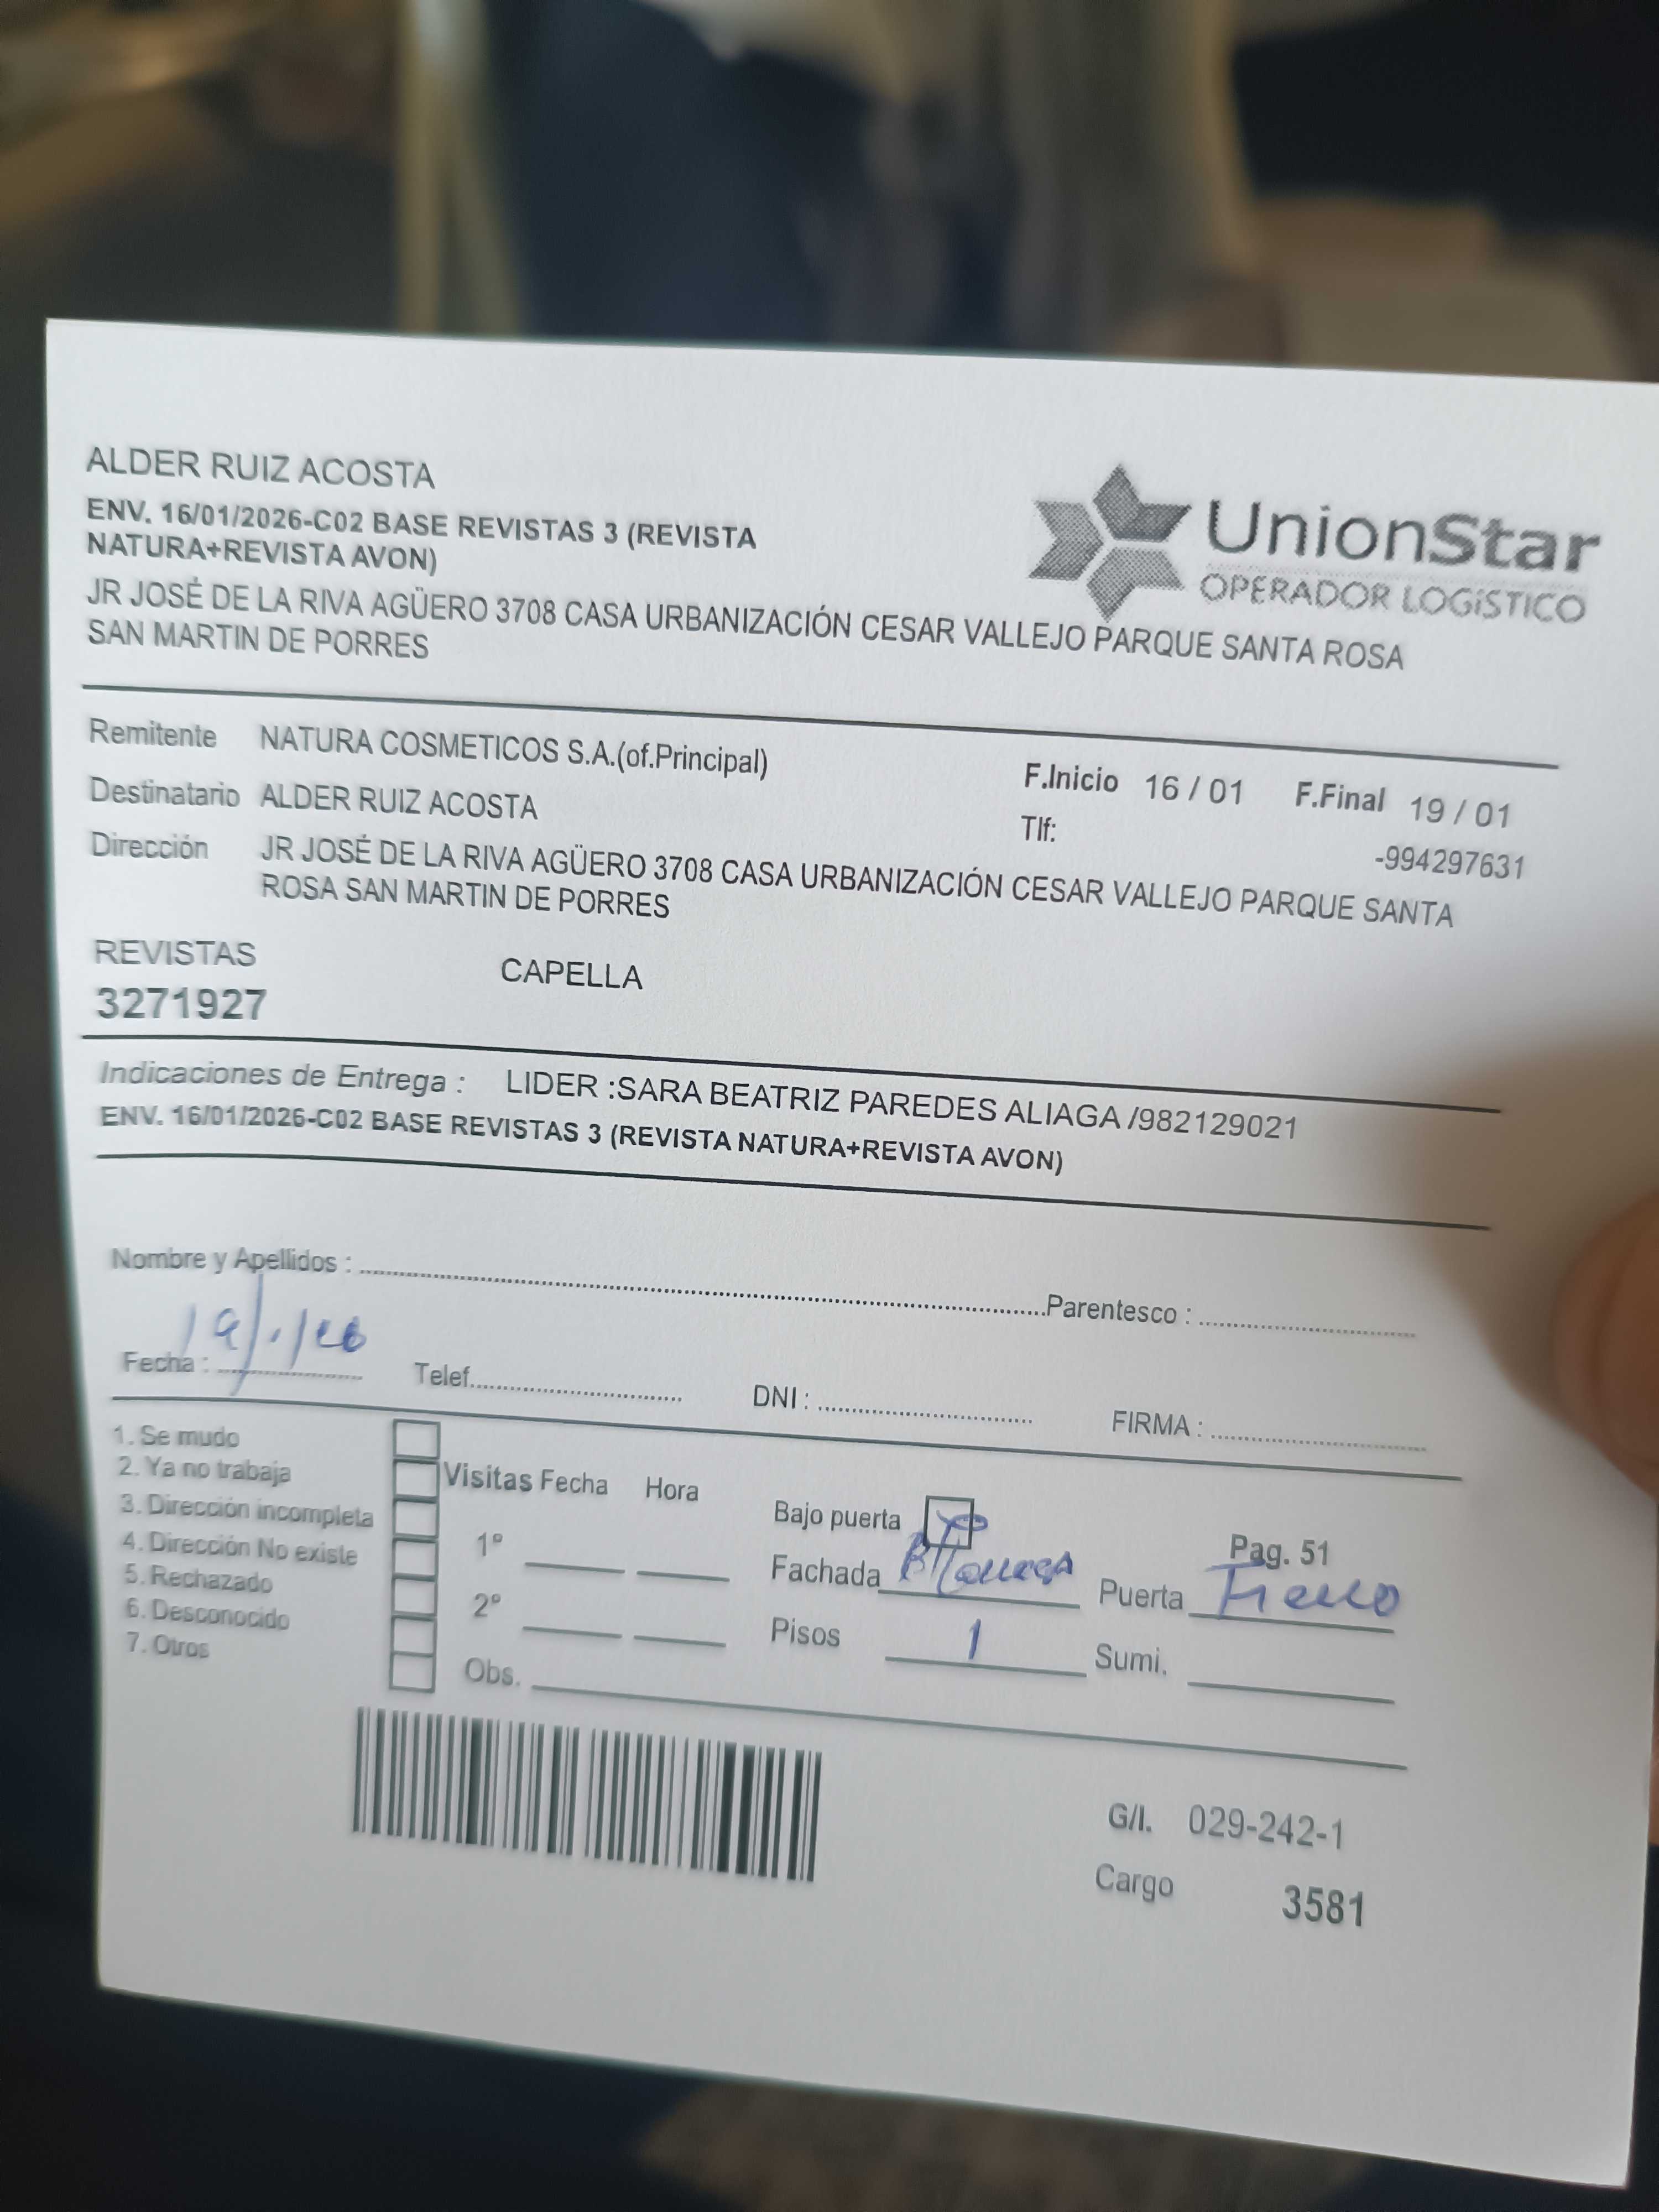 ALDER RUIZ ACOSTA
ENV. 16/01/2026-C02 BASE REVISTAS 3 (REVISTA
NATURA+REVISTA AVON)
JR JOSÉ DE LA RIVA AGÜERO 3708 CASA URBANIZACIÓN CESAR VALLEJO PARQUE SANTA ROSA
SAN MARTIN DE PORRES
UnionStar
OPERADOR LOGíSTICO
Remitente NATURA COSMETICOS S.A.(of.Principal)
F.Inicio 16 / 01 F.Final 19 / 01
Destinatario ALDER RUIZ ACOSTA
Tlf: -994297631
Dirección JR JOSÉ DE LA RIVA AGÜERO 3708 CASA URBANIZACIÓN CESAR VALLEJO PARQUE SANTA
ROSA SAN MARTIN DE PORRES
REVISTAS CAPELLA
3271927
Indicaciones de Entrega : LIDER :SARA BEATRIZ PAREDES ALIAGA /982129021
ENV. 16/01/2026-C02 BASE REVISTAS 3 (REVISTA NATURA+REVISTA AVON)
Nombre y Apellidos : Parentesco :
Fecha : 19/1/26 Telef. DNI : FIRMA :
1. Se mudo
2. Ya no trabaja
3. Dirección incompleta
4. Dirección No existe
5. Rechazado
6. Desconocido
7. Otros
Visitas Fecha Hora
1º
2º
Obs.
Bajo puerta
Pag. 51
Fachada Puerta Fierro
Pisos 1 Sumi.
G/I. 029-242-1
Cargo 3581